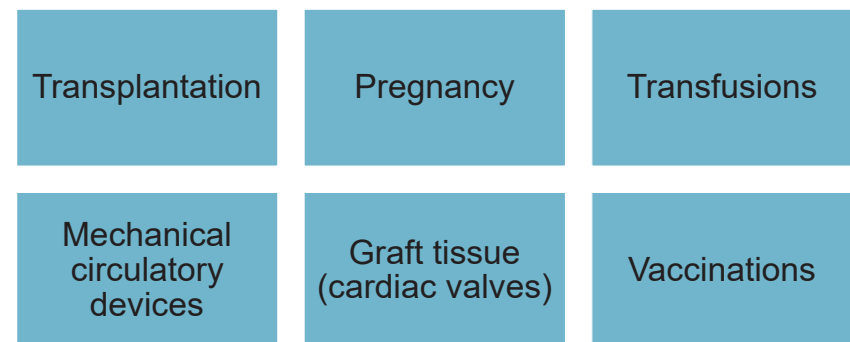 Transplantation
Pregnancy
Transfusions
Mechanical
circulatory
devices
Graft tissue
(cardiac valves)
Vaccinations